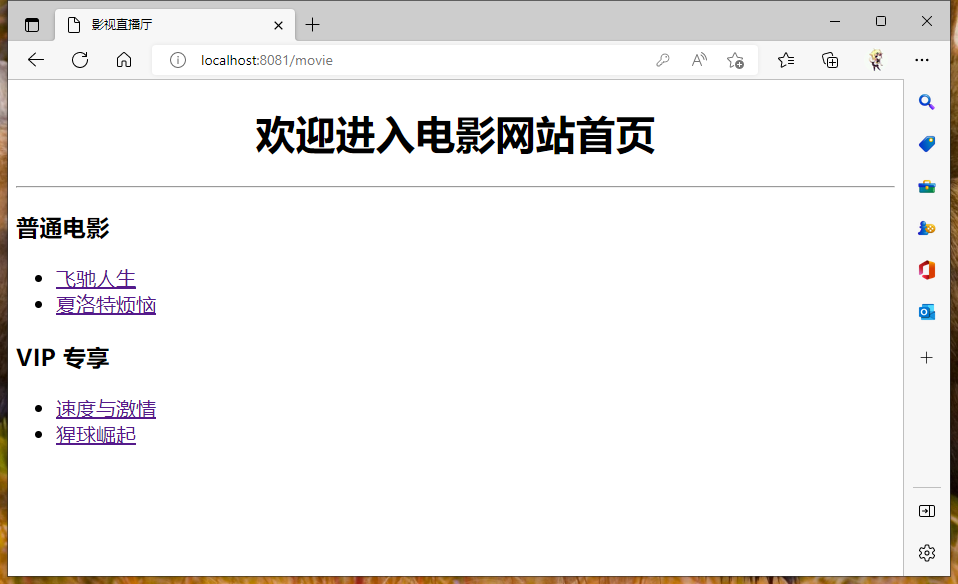 影视直播厅
localhost:8081/movie
欢迎进入电影网站首页
普通电影
飞驰人生
夏洛特烦恼
VIP 专享
速度与激情
猩球崛起